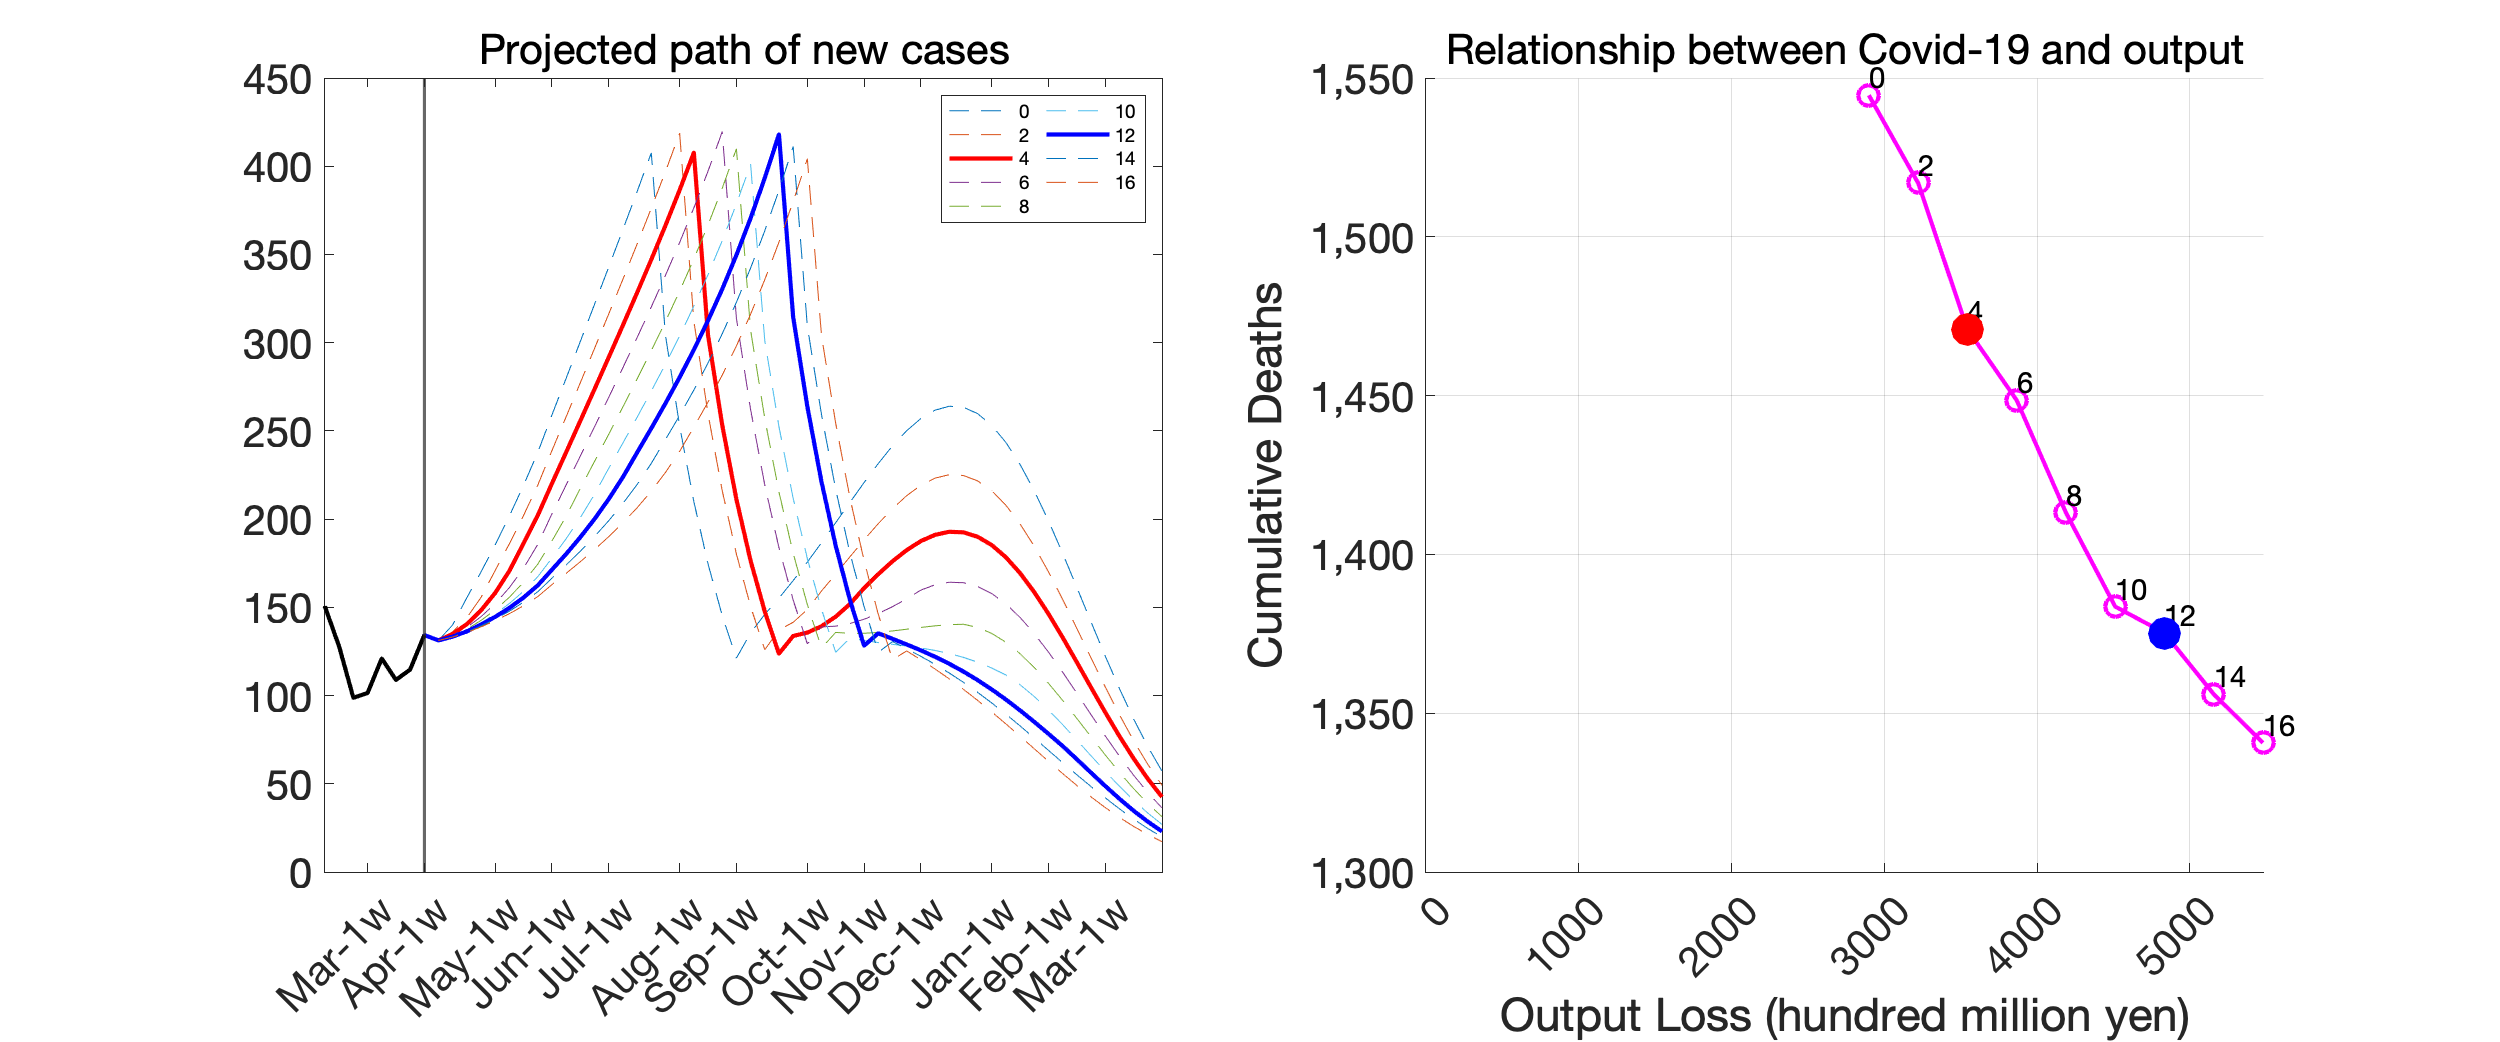 Projected path of new cases
450
400
350
300
250
200
150
100
50
0
0
2
4
6
8
10
12
14
16
Mar-1w
Apr-1w
May-1w
Jun-1w
Jul-1w
Aug-1w
Sep-1w
Oct-1w
Nov-1w
Dec-1w
Jan-1w
Feb-1w
Mar-1w
Relationship between Covid-19 and output
Cumulative Deaths
1,550
1,500
1,450
1,400
1,350
1,300
0
2
4
6
8
10
12
14
16
0
1000
2000
3000
4000
5000
Output Loss (hundred million yen)